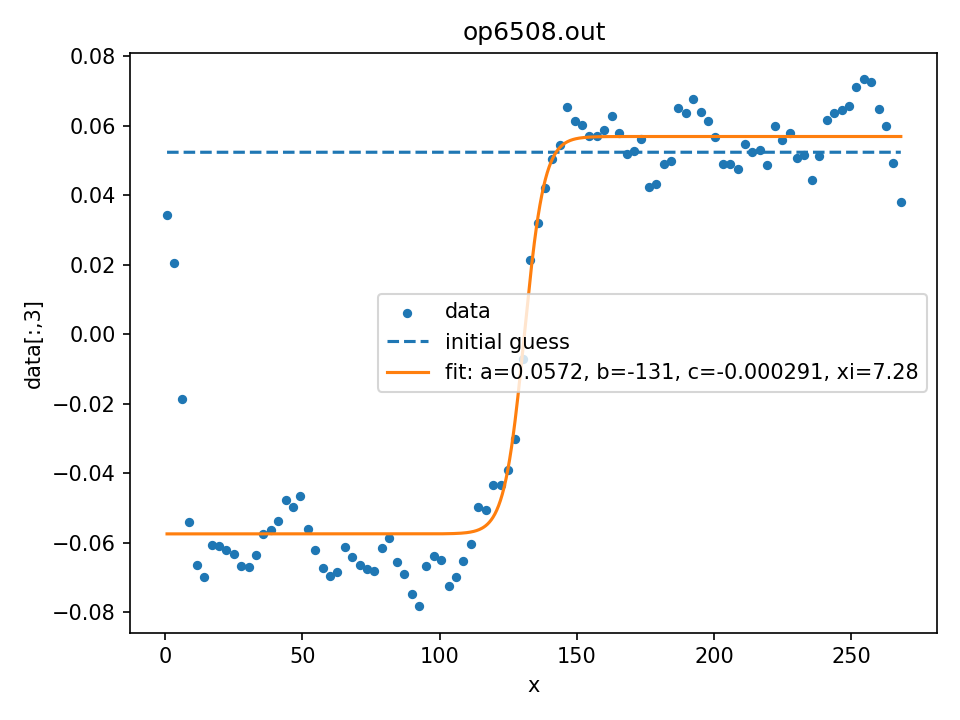 op6508.out
0.08
0.06
0.04
0.02
0.00
−0.02
−0.04
−0.06
−0.08
data[:,3]
data
initial guess
fit: a=0.0572, b=-131, c=-0.000291, xi=7.28
0 50 100 150 200 250
x